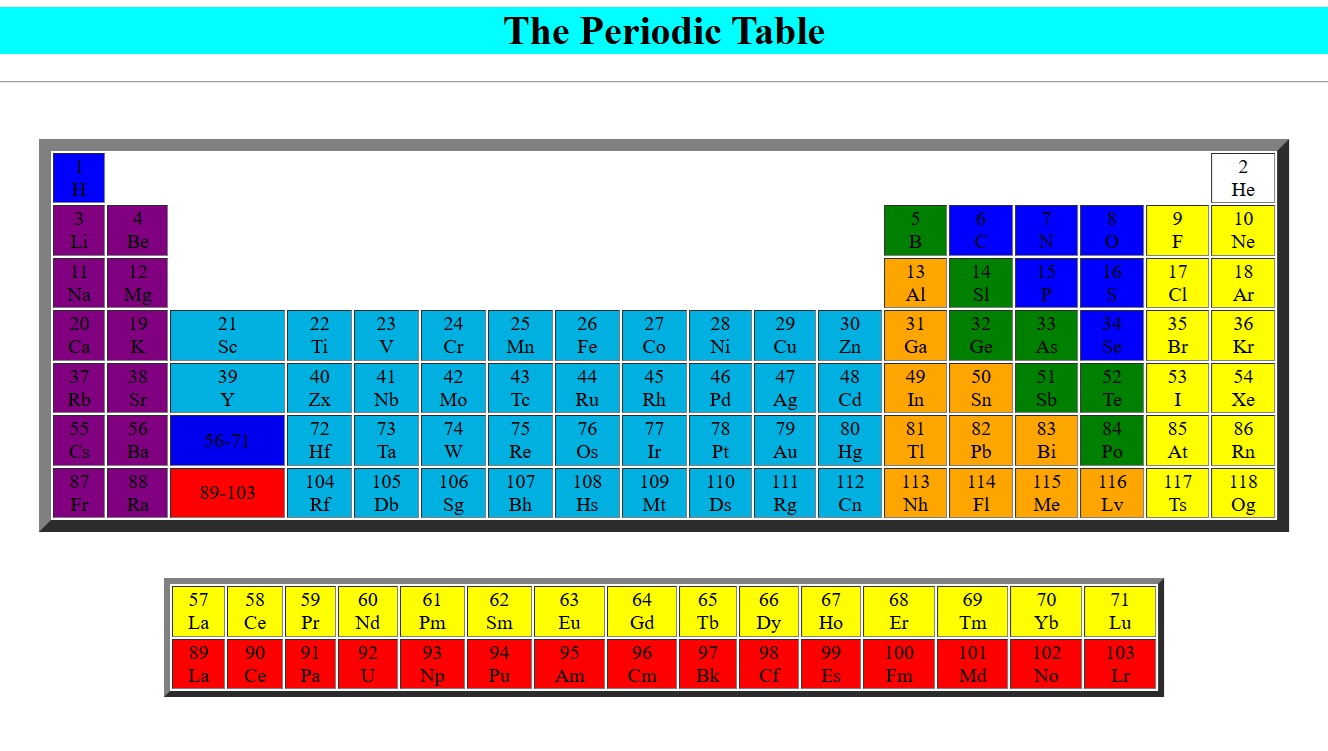 The Periodic Table
1 2
H He
3 4 5 6 7 8 9 10
Li Be B C N O F Ne
11 12 13 14 15 16 17 18
Na Mg Al Sl P S Cl Ar
20 19 21 22 23 24 25 26 27 28 29 30 31 32 33 34 35 36
Ca K Sc Ti V Cr Mn Fe Co Ni Cu Zn Ga Ge As Se Br Kr
37 38 39 40 41 42 43 44 45 46 47 48 49 50 51 52 53 54
Rb Sr Y Zx Nb Mo Tc Ru Rh Pd Ag Cd In Sn Sb Te I Xe
55 56 56-71 72 73 74 75 76 77 78 79 80 81 82 83 84 85 86
Cs Ba Hf Ta W Re Os Ir Pt Au Hg Tl Pb Bi Po At Rn
87 88 89-103 104 105 106 107 108 109 110 111 112 113 114 115 116 117 118
Fr Ra Rf Db Sg Bh Hs Mt Ds Rg Cn Nh Fl Me Lv Ts Og
57 58 59 60 61 62 63 64 65 66 67 68 69 70 71
La Ce Pr Nd Pm Sm Eu Gd Tb Dy Ho Er Tm Yb Lu
89 90 91 92 93 94 95 96 97 98 99 100 101 102 103
La Ce Pa U Np Pu Am Cm Bk Cf Es Fm Md No Lr